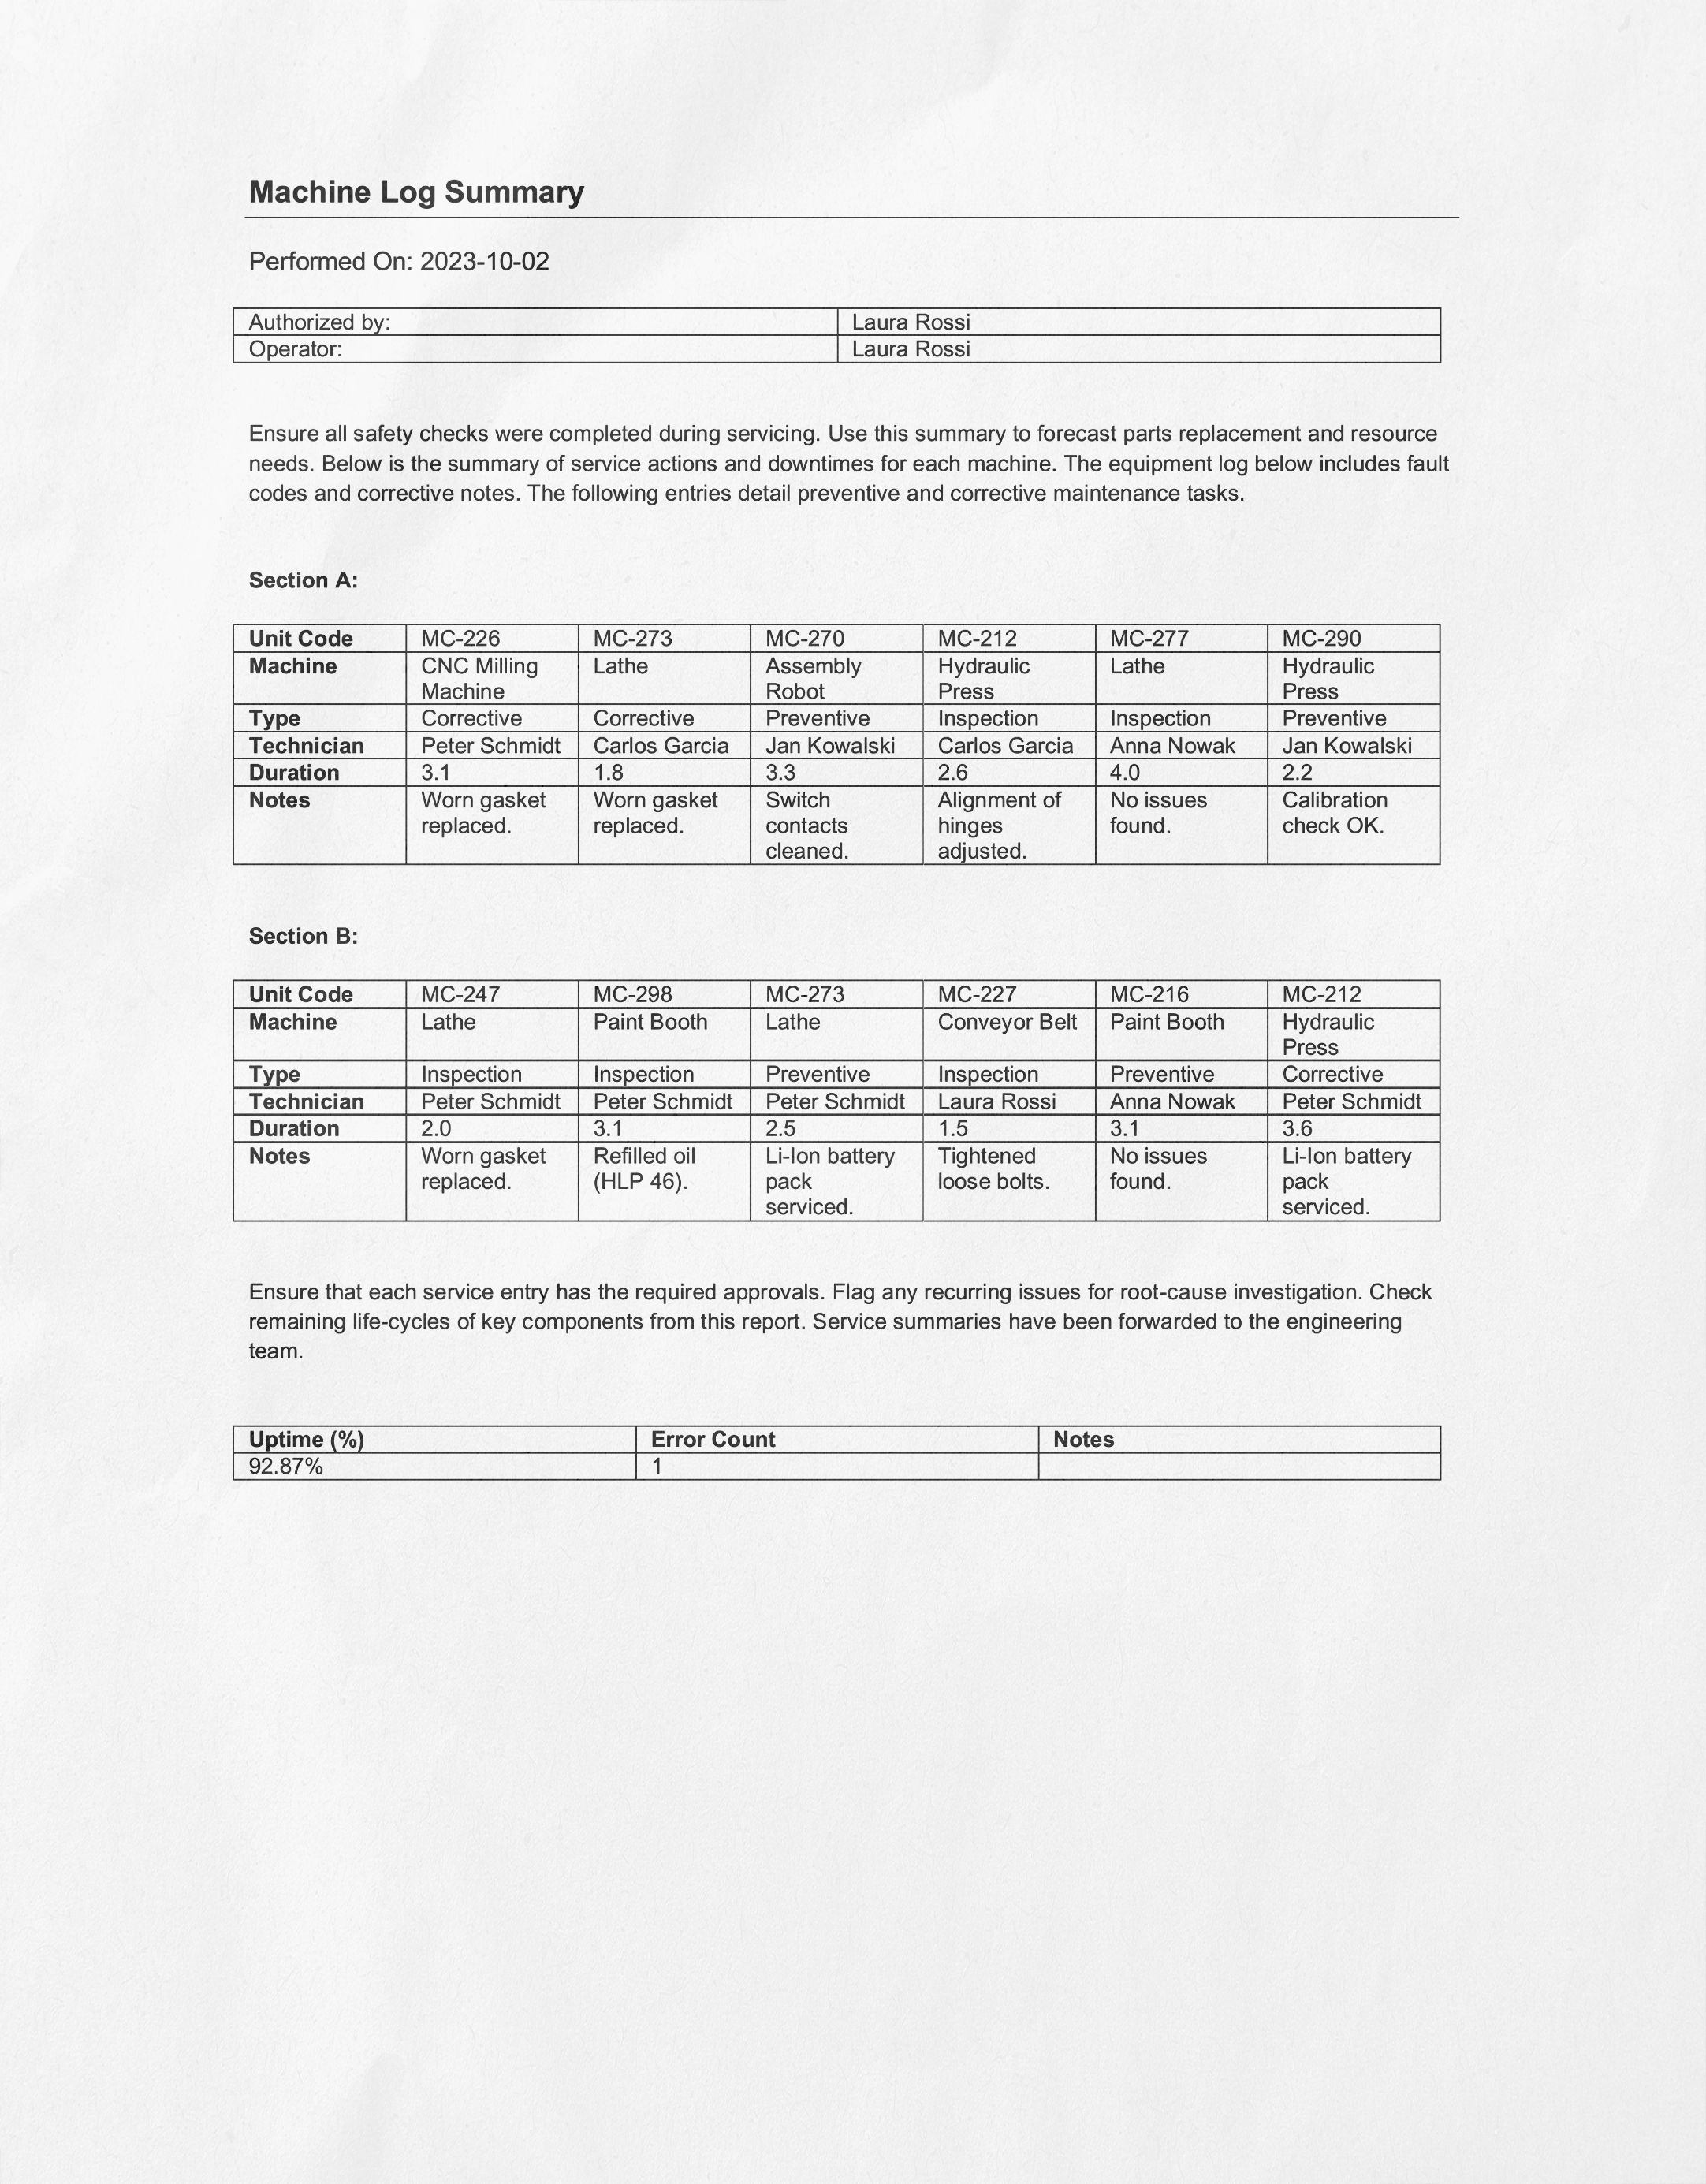 Machine Log Summary
Performed On: 2023-10-02
Authorized by: Laura Rossi
Operator: Laura Rossi
Ensure all safety checks were completed during servicing. Use this summary to forecast parts replacement and resource
needs. Below is the summary of service actions and downtimes for each machine. The equipment log below includes fault
codes and corrective notes. The following entries detail preventive and corrective maintenance tasks.
Section A:
Unit Code MC-226 MC-273 MC-270 MC-212 MC-277 MC-290
Machine CNC Milling Lathe Assembly Hydraulic Lathe Hydraulic
Machine Robot Press Press
Type Corrective Corrective Preventive Inspection Inspection Preventive
Technician Peter Schmidt Carlos Garcia Jan Kowalski Carlos Garcia Anna Nowak Jan Kowalski
Duration 3.1 1.8 3.3 2.6 4.0 2.2
Notes Worn gasket Worn gasket Switch Alignment of No issues Calibration
replaced. replaced. contacts hinges found. check OK.
cleaned. adjusted.
Section B:
Unit Code MC-247 MC-298 MC-273 MC-227 MC-216 MC-212
Machine Lathe Paint Booth Lathe Conveyor Belt Paint Booth Hydraulic
Press
Type Inspection Inspection Preventive Inspection Preventive Corrective
Technician Peter Schmidt Peter Schmidt Peter Schmidt Laura Rossi Anna Nowak Peter Schmidt
Duration 2.0 3.1 2.5 1.5 3.1 3.6
Notes Worn gasket Refilled oil Li-Ion battery Tightened No issues Li-Ion battery
replaced. (HLP 46). pack loose bolts. found. pack
serviced. serviced.
Ensure that each service entry has the required approvals. Flag any recurring issues for root-cause investigation. Check
remaining life-cycles of key components from this report. Service summaries have been forwarded to the engineering
team.
Uptime (%) Error Count Notes
92.87% 1